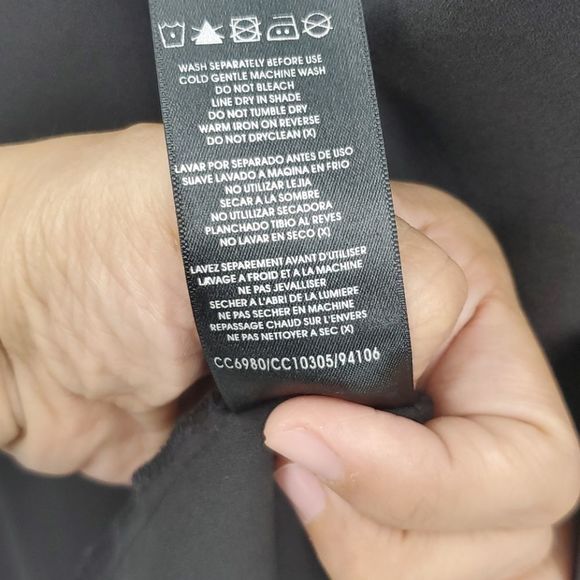 WASH SEPARATELY BEFORE USE
COLD GENTLE MACHINE WASH
DO NOT BLEACH
LINE DRY IN SHADE
DO NOT TUMBLE DRY
WARM IRON ON REVERSE
DO NOT DRYCLEAN (X)
LAVAR POR SEPARADO ANTES DE USO
SUAVE LAVADO A MAQINA EN FRIO
NO UTILIZAR LEJIA
SECAR A LA SOMBRE
NO UTLILIZAR SECADORA
PLANCHADO TIBIO AL REVES
NO LAVAR EN SECO (X)
LAVEZ SEPAREMENT AVANT D'UTILISER
LAVAGE A FROID ET A LA MACHINE
NE PAS JEVALLISER
SECHER A L'ABRI DE LA LUMIERE
NE PAS SECHER EN MACHINE
REPASSAGE CHAUD SUR L'ENVERS
NE PAS NETTOYER A SEC (X)
CC6980/CC10305/94106